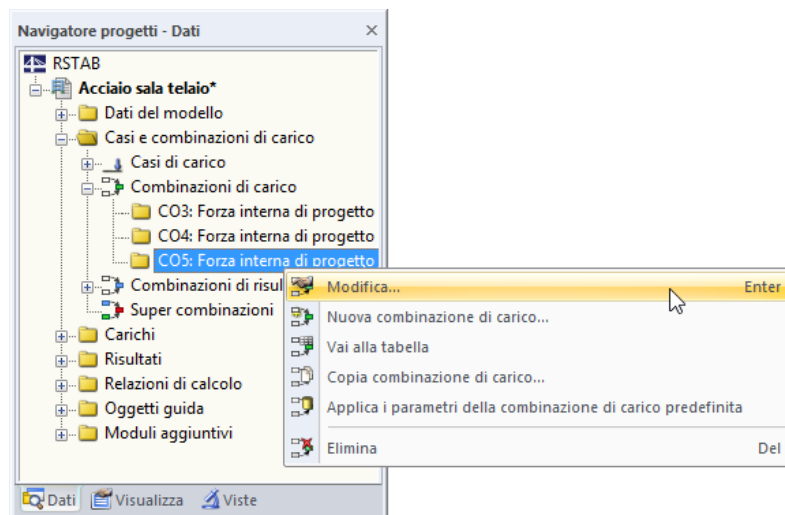 Navigatore progetti - Dati
RSTAB
Acciaio sala telaio*
Dati del modello
Casi e combinazioni di carico
Casi di carico
Combinazioni di carico
CO3: Forza interna di progetto
CO4: Forza interna di progetto
CO5: Forza interna di progetto
Combinazioni di risul
Super combinazioni
Carichi
Risultati
Relazioni di calcolo
Oggetti guida
Moduli aggiuntivi
Modifica... Enter
Nuova combinazione di carico...
Vai alla tabella
Copia combinazione di carico...
Applica i parametri della combinazione di carico predefinita
Elimina Del
Dati Visualizza Viste